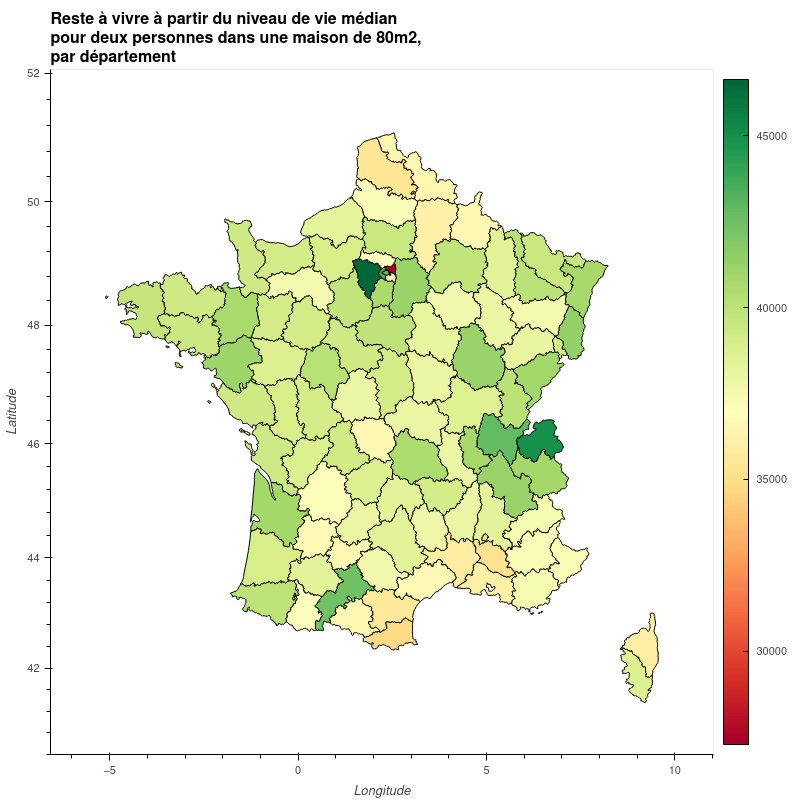 Reste à vivre à partir du niveau de vie médian
pour deux personnes dans une maison de 80m2,
par département
52
50
48
46
44
42
Latitude
−5
0
5
10
Longitude
45000
40000
35000
30000